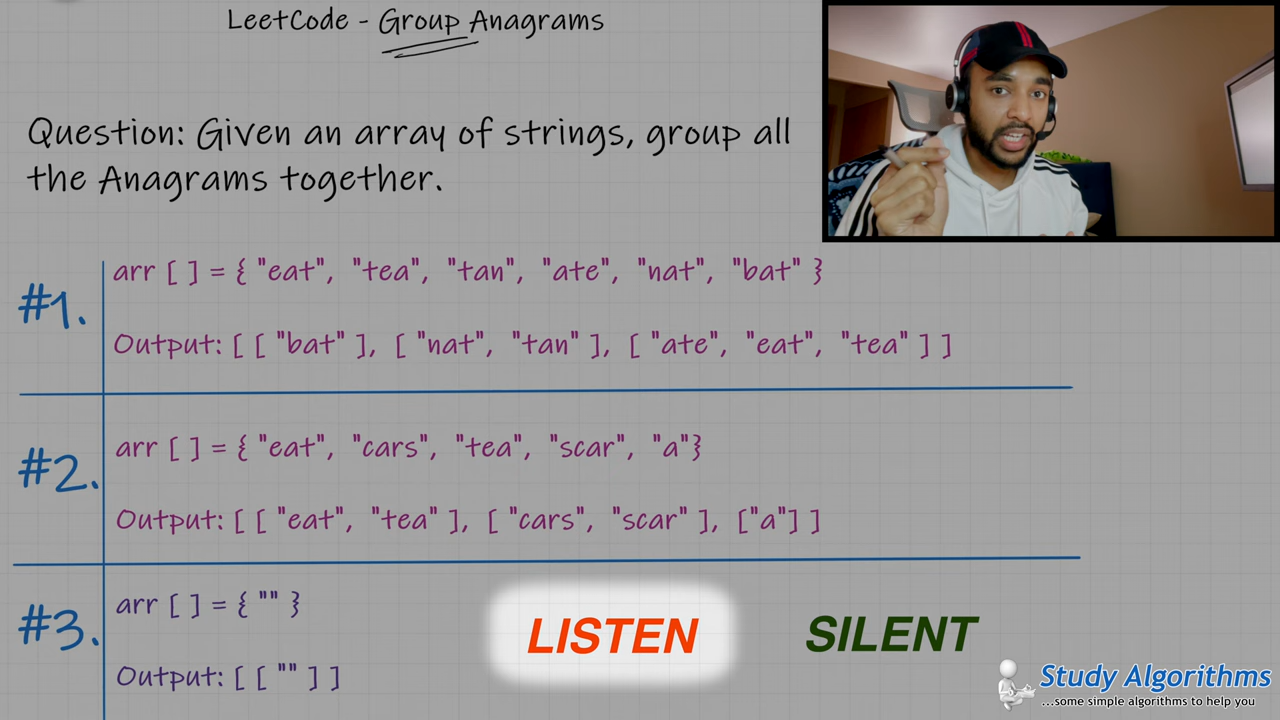 LeetCode - Group Anagrams
Question: Given an array of strings, group all
the Anagrams together.
#1.
arr [ ] = { "eat", "tea", "tan", "ate", "nat", "bat" }
Output: [ [ "bat" ], [ "nat", "tan" ], [ "ate", "eat", "tea" ] ]
#2.
arr [ ] = { "eat", "cars", "tea", "scar", "a"}
Output: [ [ "eat", "tea" ], [ "cars", "scar" ], ["a"] ]
#3.
arr [ ] = { "" }
Output: [ [ "" ] ]
LISTEN SILENT
Study Algorithms
...some simple algorithms to help you